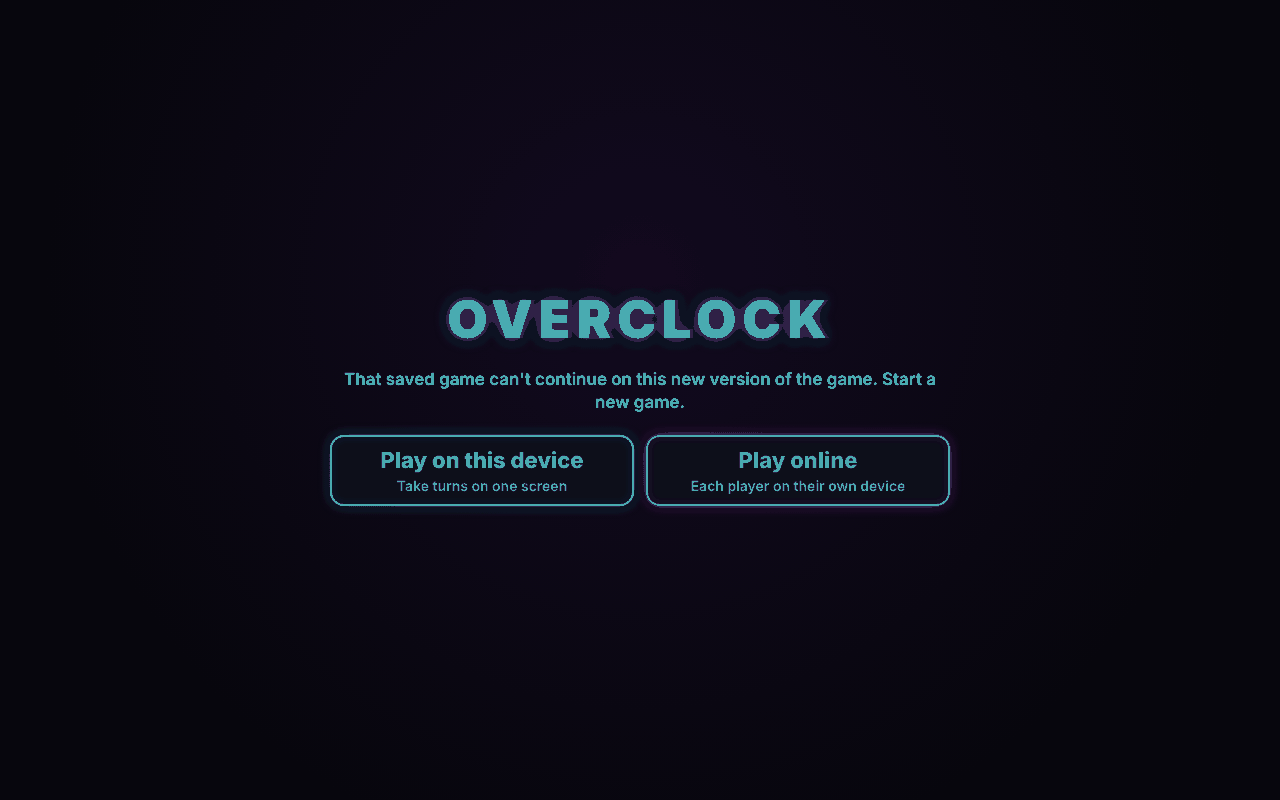 OVERCLOCK
That saved game can't continue on this new version of the game. Start a
new game.
Play on this device
Take turns on one screen
Play online
Each player on their own device